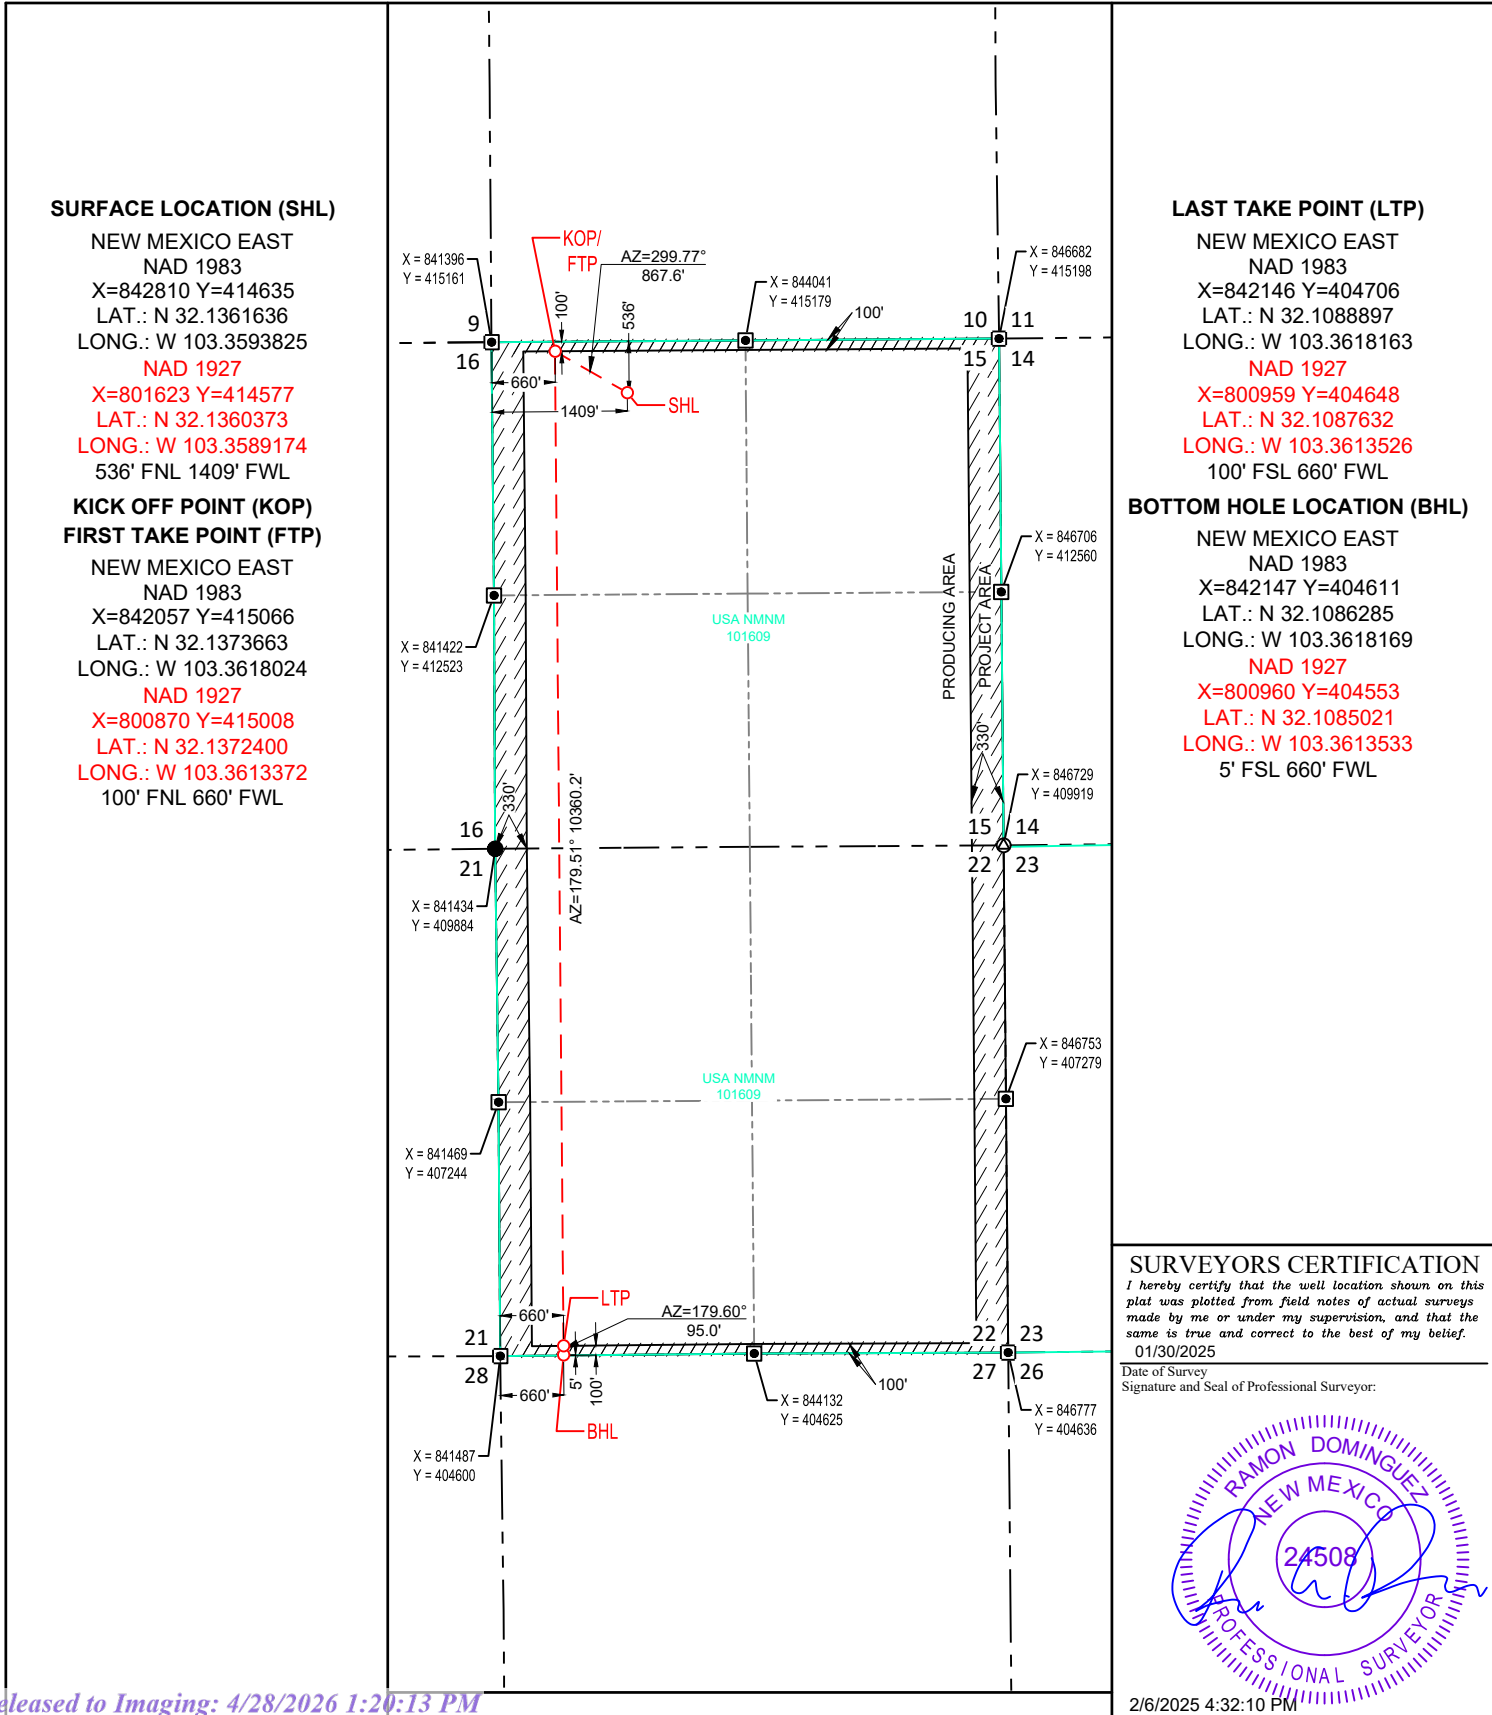 SURFACE LOCATION (SHL)
NEW MEXICO EAST
NAD 1983
X=842810 Y=414635
LAT.: N 32.1361636
LONG.: W 103.3593825
NAD 1927
X=801623 Y=414577
LAT.: N 32.1360373
LONG.: W 103.3589174
536' FNL 1409' FWL
KICK OFF POINT (KOP)
FIRST TAKE POINT (FTP)
NEW MEXICO EAST
NAD 1983
X=842057 Y=415066
LAT.: N 32.1373663
LONG.: W 103.3618024
NAD 1927
X=800870 Y=415008
LAT.: N 32.1372400
LONG.: W 103.3613372
100' FNL 660' FWL
KOP/
FTP
AZ=299.77°
867.6'
X = 841396
Y = 415161
X = 844041
Y = 415179
X = 846682
Y = 415198
100'
536'
100'
9
16
10
11
15
14
660'
1409'
SHL
X = 846706
Y = 412560
PRODUCING AREA
PROJECT AREA
USA NMNM
101609
X = 841422
Y = 412523
330'
330'
X = 846729
Y = 409919
AZ=179.51° 10360.2'
16
21
15
14
22
23
X = 841434
Y = 409884
X = 846753
Y = 407279
USA NMNM
101609
X = 841469
Y = 407244
LTP
AZ=179.60°
95.0'
660'
21
28
22
23
27
26
660'
5'
100'
100'
BHL
X = 844132
Y = 404625
X = 846777
Y = 404636
X = 841487
Y = 404600
LAST TAKE POINT (LTP)
NEW MEXICO EAST
NAD 1983
X=842146 Y=404706
LAT.: N 32.1088897
LONG.: W 103.3618163
NAD 1927
X=800959 Y=404648
LAT.: N 32.1087632
LONG.: W 103.3613526
100' FSL 660' FWL
BOTTOM HOLE LOCATION (BHL)
NEW MEXICO EAST
NAD 1983
X=842147 Y=404611
LAT.: N 32.1086285
LONG.: W 103.3618169
NAD 1927
X=800960 Y=404553
LAT.: N 32.1085021
LONG.: W 103.3613533
5' FSL 660' FWL
SURVEYORS CERTIFICATION
I hereby certify that the well location shown on this
plat was plotted from field notes of actual surveys
made by me or under my supervision, and that the
same is true and correct to the best of my belief.
01/30/2025
Date of Survey
Signature and Seal of Professional Surveyor:
RAMON DOMINGUEZ
NEW MEXICO
24508
PROFESSIONAL SURVEYOR
2/6/2025 4:32:10 PM
eleased to Imaging: 4/28/2026 1:20:13 PM